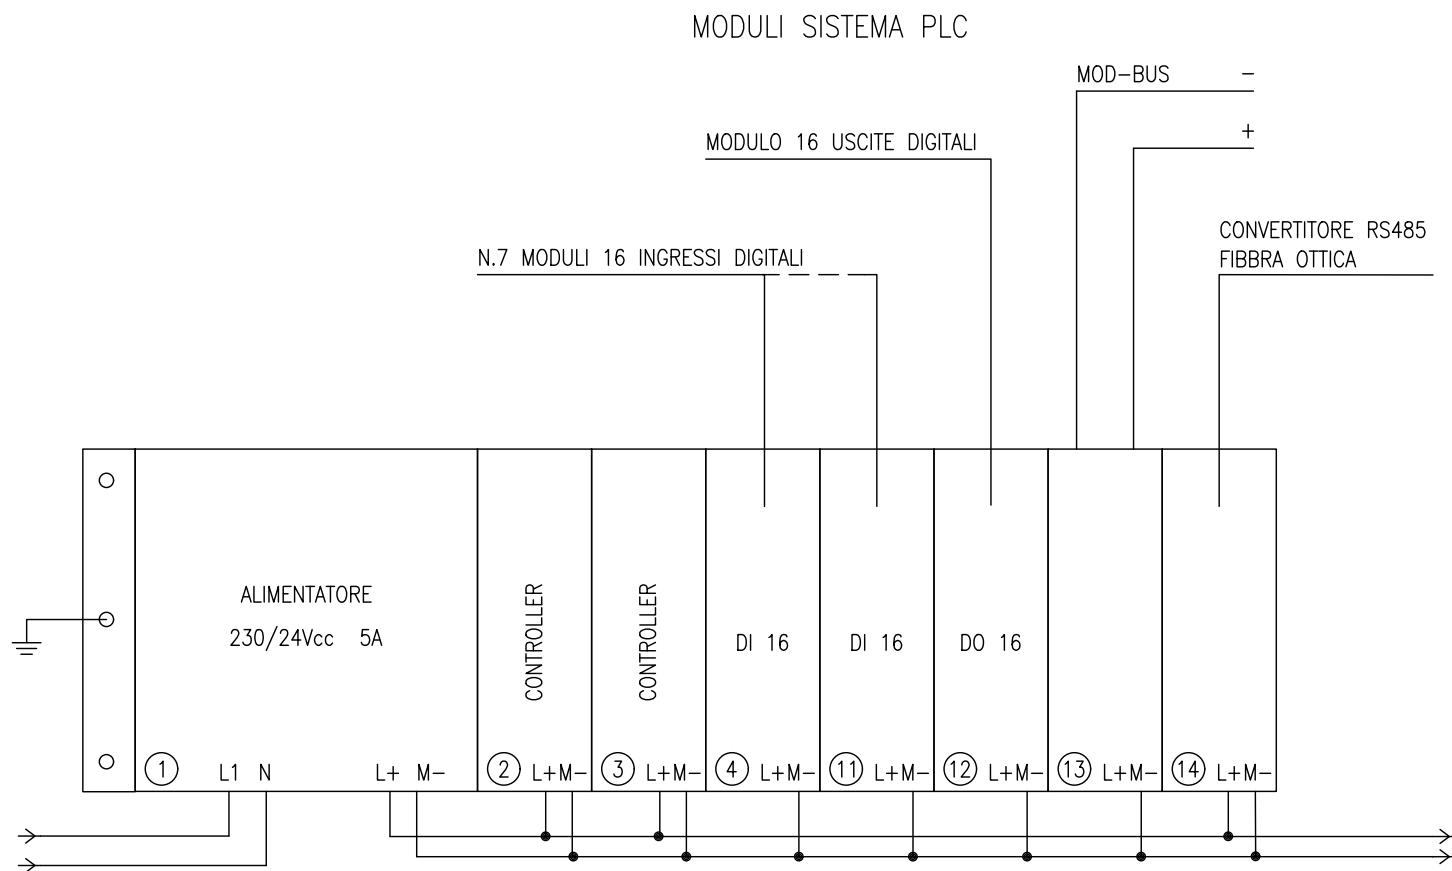 MODULI SISTEMA PLC
MOD-BUS -
+
MODULO 16 USCITE DIGITALI
CONVERTITORE RS485
FIBBRA OTTICA
N.7 MODULI 16 INGRESSI DIGITALI
ALIMENTATORE
230/24Vcc 5A
CONTROLLER
CONTROLLER
DI 16
DI 16
DO 16
1 L1 N L+ M-
2 L+M-
3 L+M-
4 L+M-
11 L+M-
12 L+M-
13 L+M-
14 L+M-